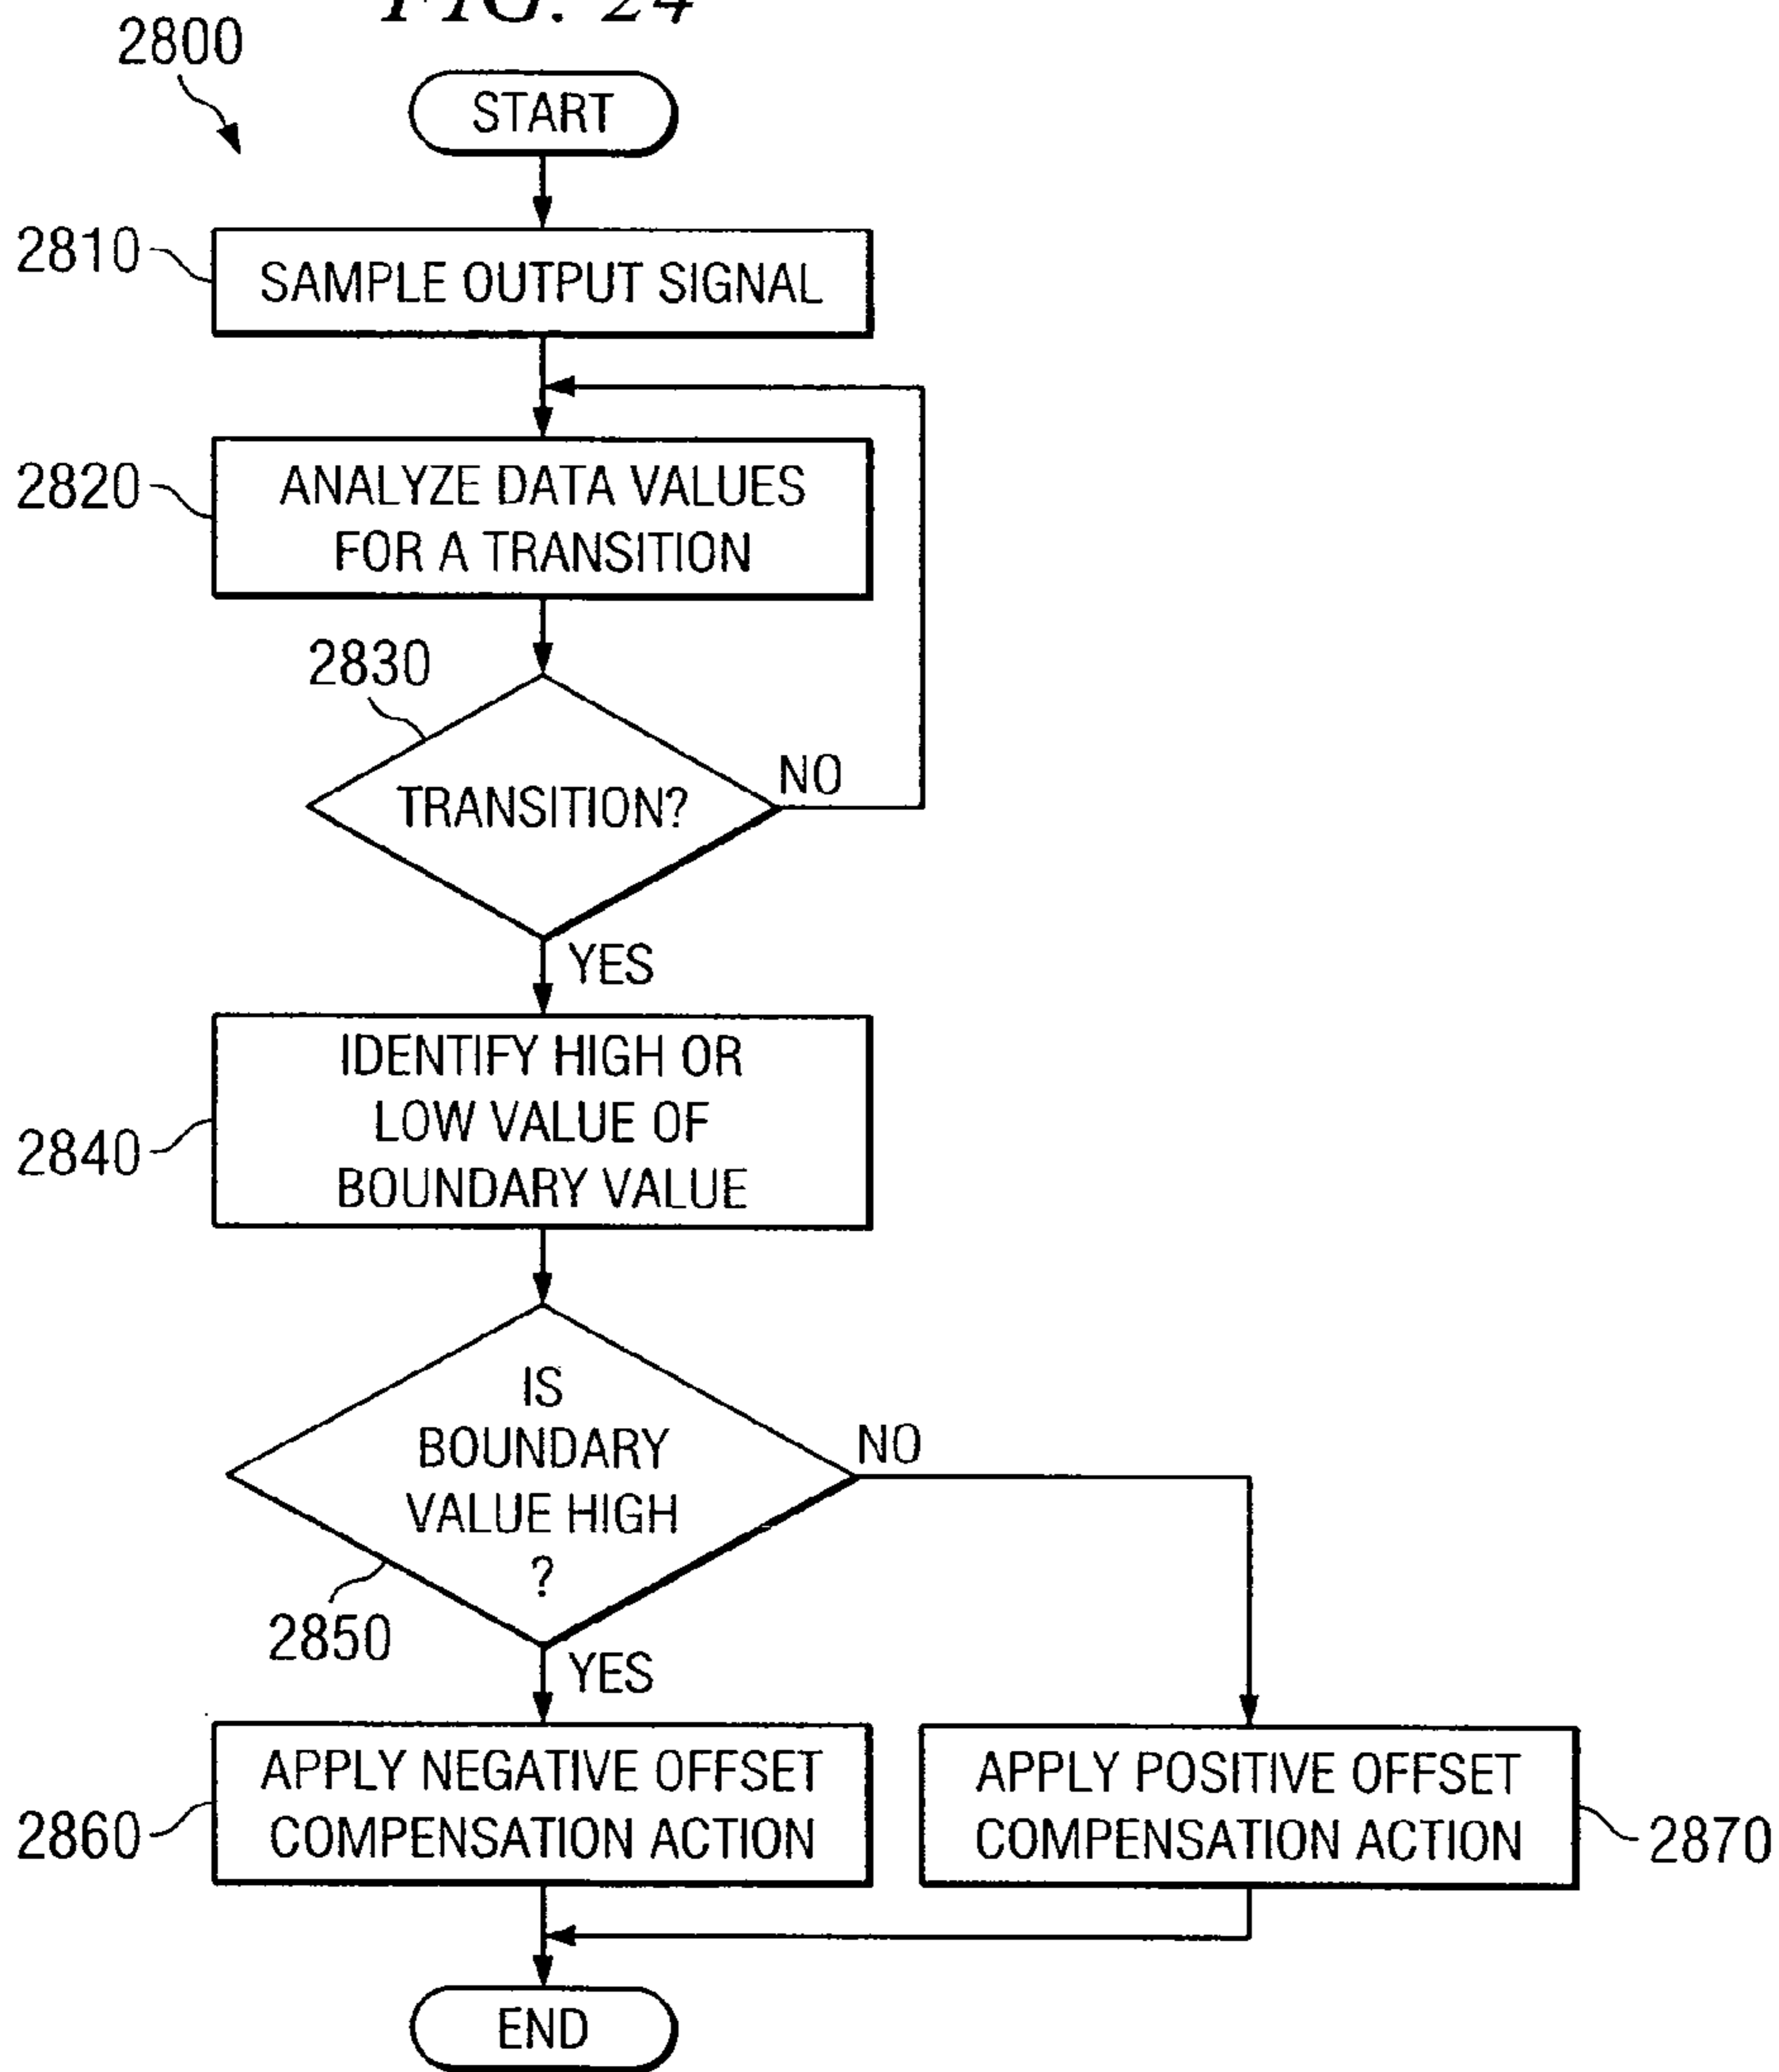 FIG. 24
2800
START
2810
SAMPLE OUTPUT SIGNAL
2820
ANALYZE DATA VALUES
FOR A TRANSITION
2830
TRANSITION?
NO
YES
2840
IDENTIFY HIGH OR
LOW VALUE OF
BOUNDARY VALUE
IS
BOUNDARY
VALUE HIGH
?
NO
2850
YES
2860
APPLY NEGATIVE OFFSET
COMPENSATION ACTION
APPLY POSITIVE OFFSET
COMPENSATION ACTION
2870
END